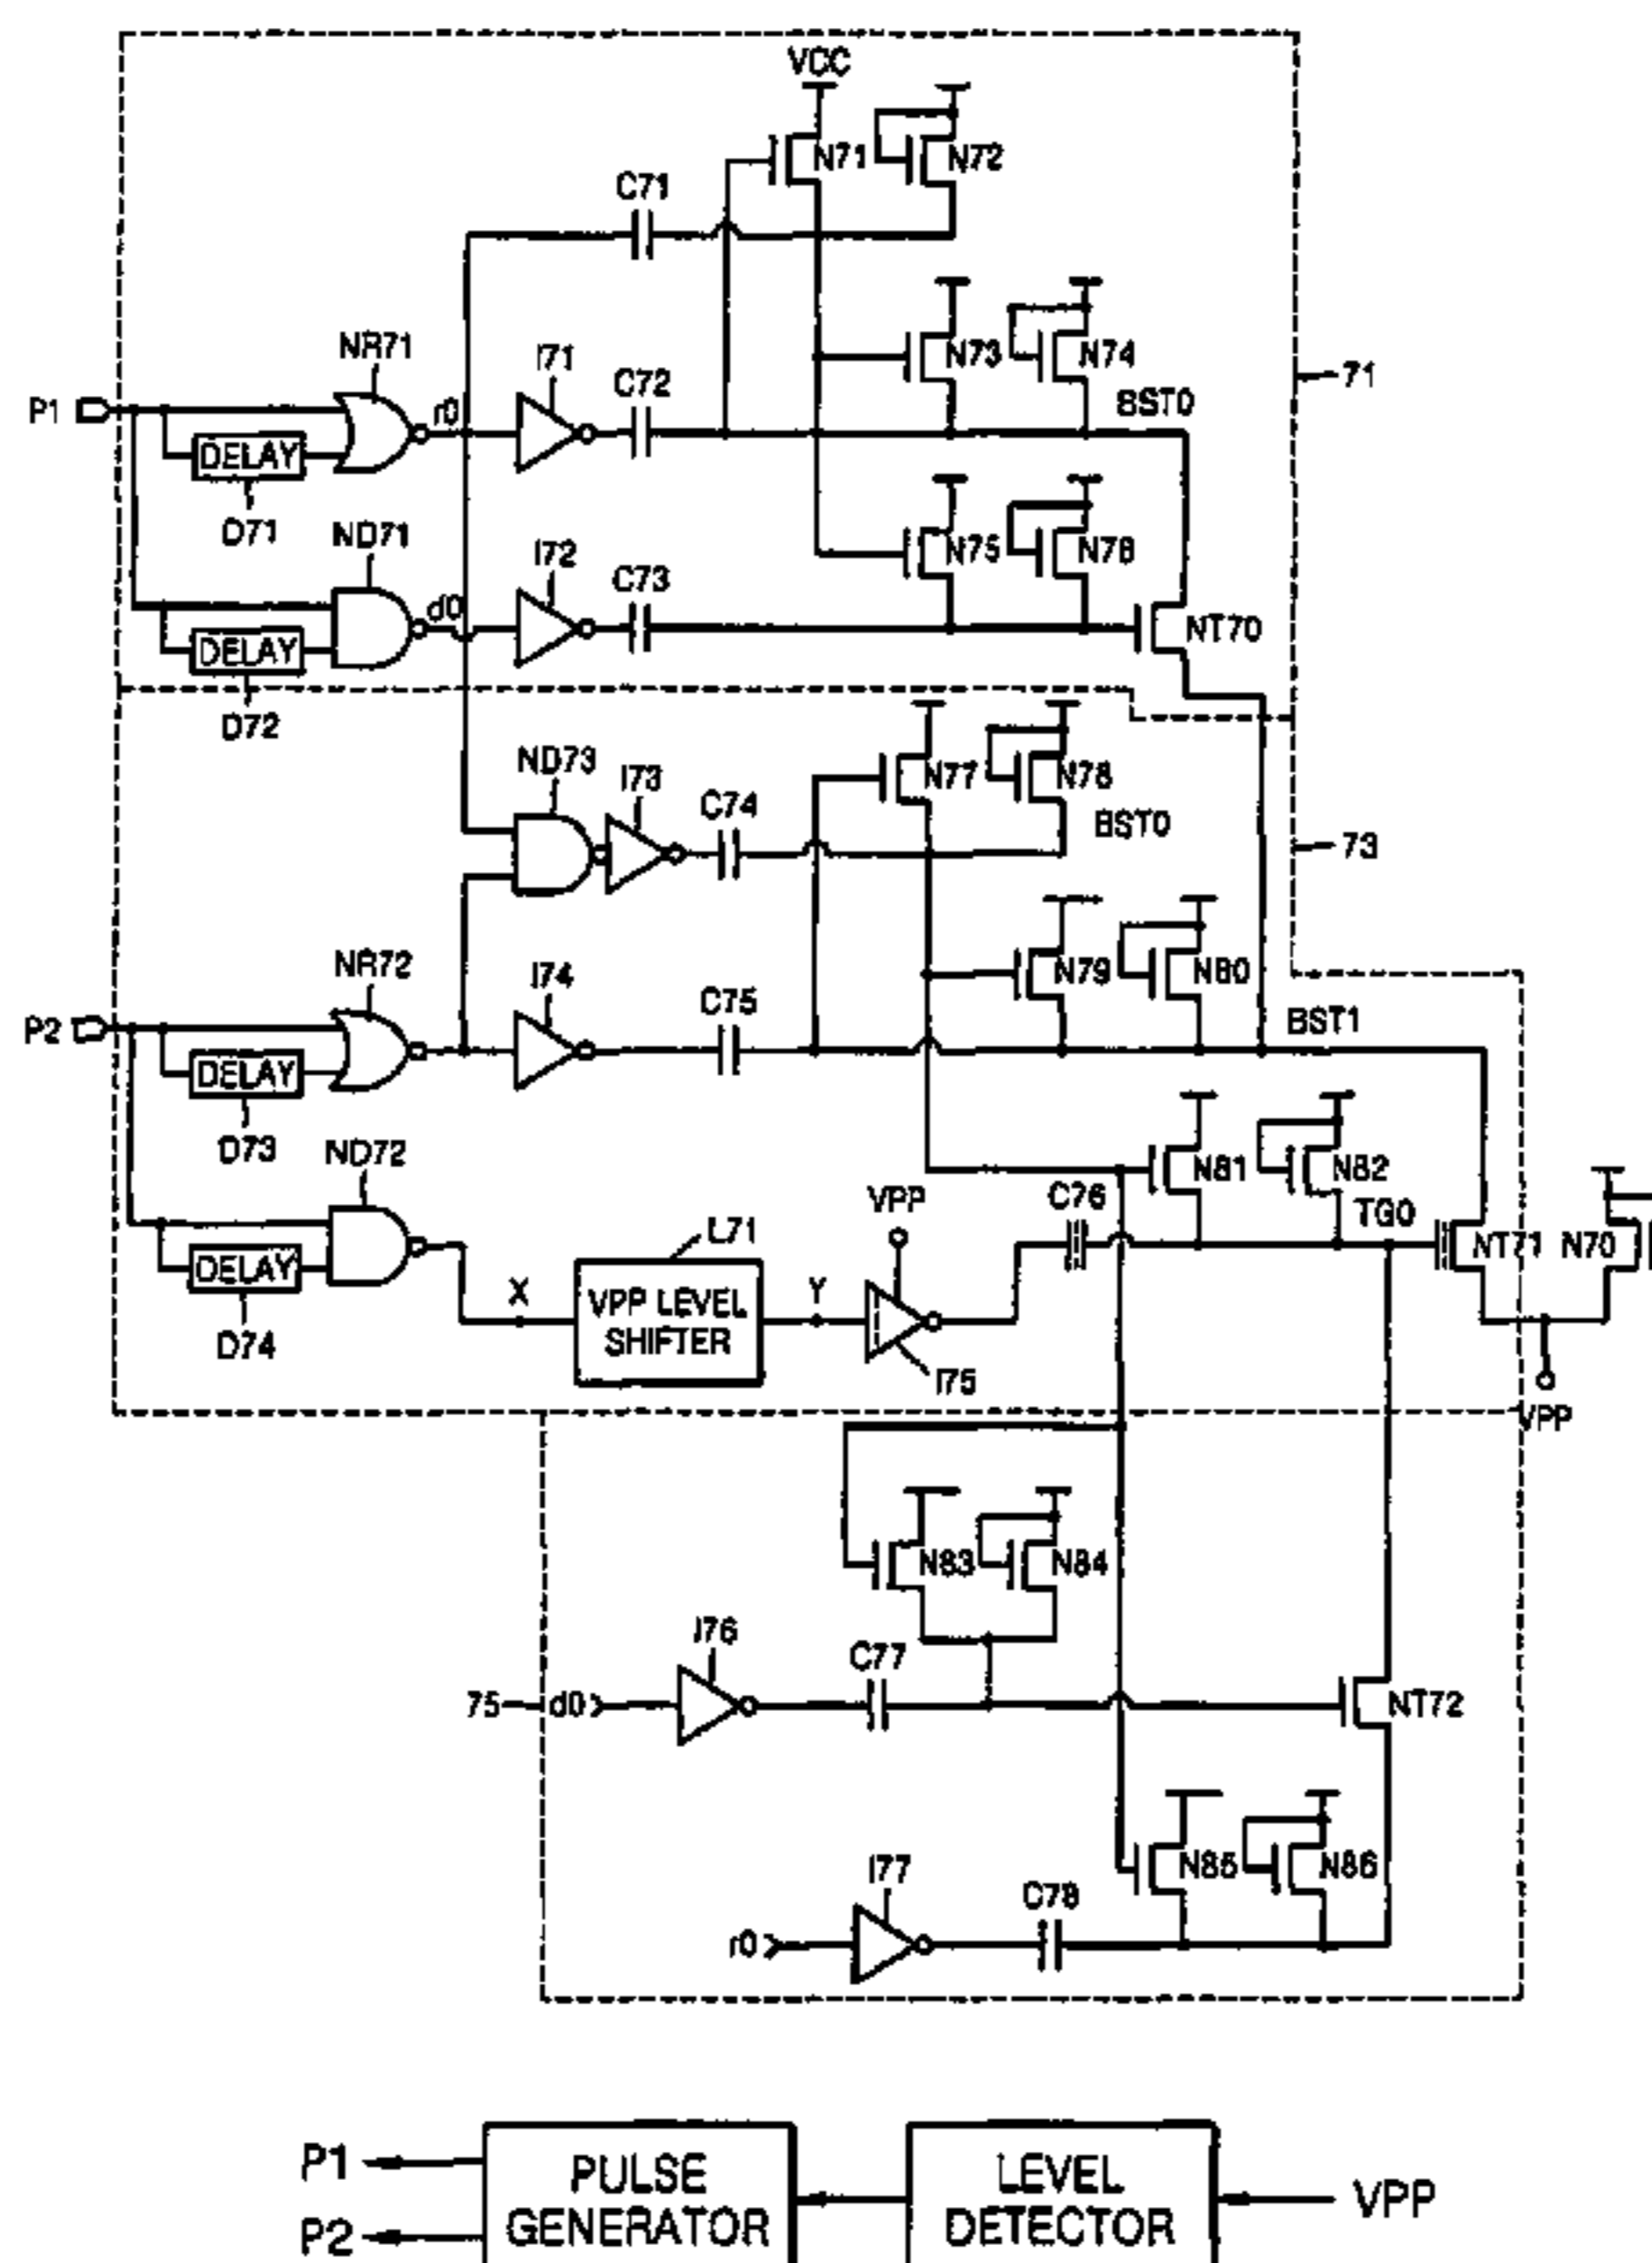 VCC
N71
N72
C71
N73
N74
NR71
I71
C72
BST0
71
P1
r0
DELAY
D71
ND71
I72
C73
N75
N76
d0
DELAY
NT70
D72
ND73
I73
C74
N77
N78
BST0
73
NR72
I74
C75
N79
N80
BST1
P2
DELAY
D73
ND72
N81
N82
VPP
C76
TG0
L71
NT71
N70
DELAY
X
VPP LEVEL
SHIFTER
Y
D74
I75
VPP
N83
N84
I76
C77
75
d0
NT72
N85
N86
I77
C78
r0
P1
PULSE
GENERATOR
LEVEL
DETECTOR
VPP
P2